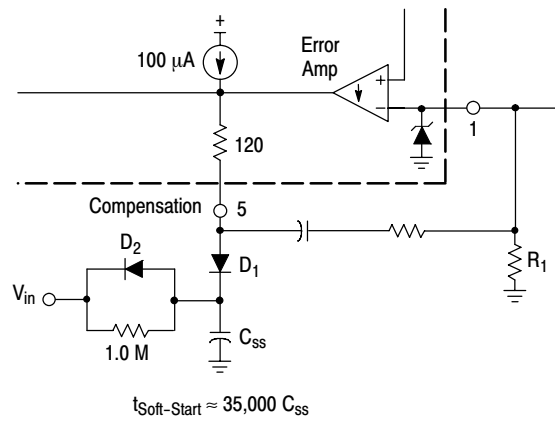 +
100 μA
Error
Amp
+
−
120
1
Compensation
5
D2
D1
R1
Vin
1.0 M
Css
tSoft−Start ≈ 35,000 Css